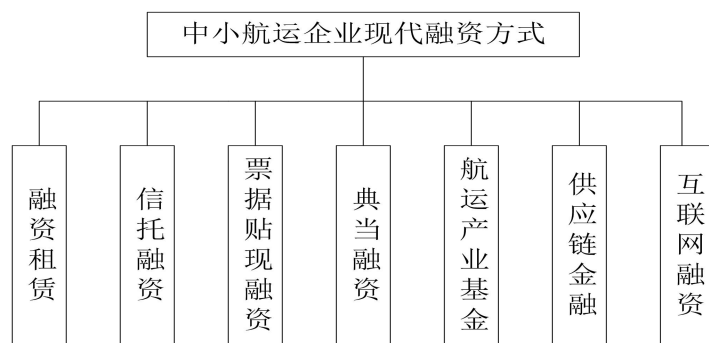 中小航运企业现代融资方式
融资租赁
信托融资
票据贴现融资
典当融资
航运产业基金
供应链金融
互联网融资